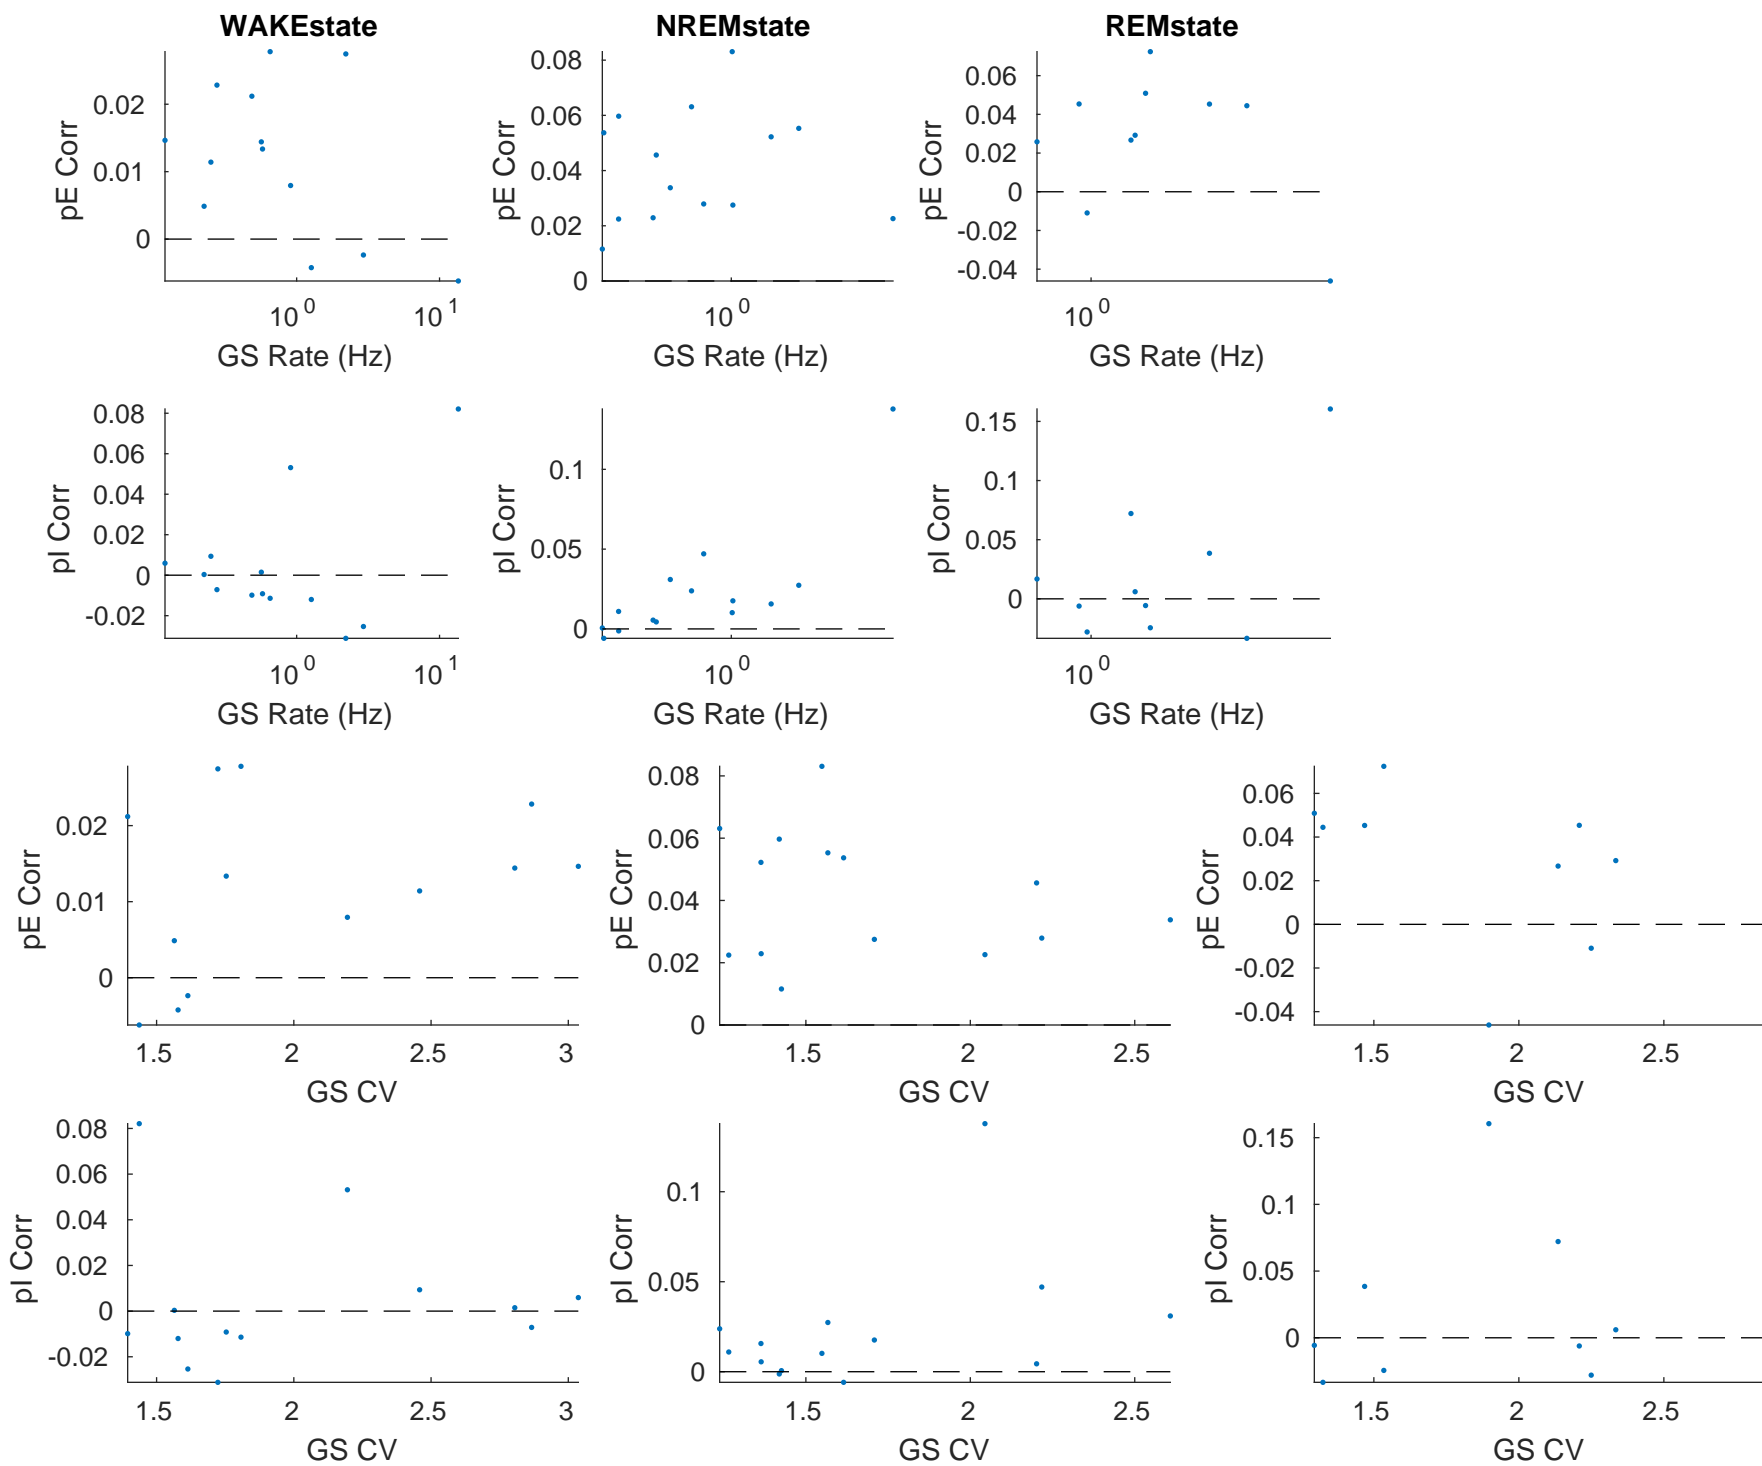 WAKEstate NREMstate REMstate
pE Corr 0.02 0.01 0
10^0 10^1
GS Rate (Hz)
pE Corr 0.08 0.06 0.04 0.02 0
10^0
GS Rate (Hz)
pE Corr 0.06 0.04 0.02 0 -0.02 -0.04
10^0
GS Rate (Hz)
pI Corr 0.08 0.06 0.04 0.02 0 -0.02
10^0 10^1
GS Rate (Hz)
pI Corr 0.1 0.05 0
10^0
GS Rate (Hz)
pI Corr 0.15 0.1 0.05 0
10^0
GS Rate (Hz)
pE Corr 0.02 0.01 0
1.5 2 2.5 3
GS CV
pE Corr 0.08 0.06 0.04 0.02 0
1.5 2 2.5
GS CV
pE Corr 0.06 0.04 0.02 0 -0.02 -0.04
1.5 2 2.5
GS CV
pI Corr 0.08 0.06 0.04 0.02 0 -0.02
1.5 2 2.5 3
GS CV
pI Corr 0.1 0.05 0
1.5 2 2.5
GS CV
pI Corr 0.15 0.1 0.05 0
1.5 2 2.5
GS CV